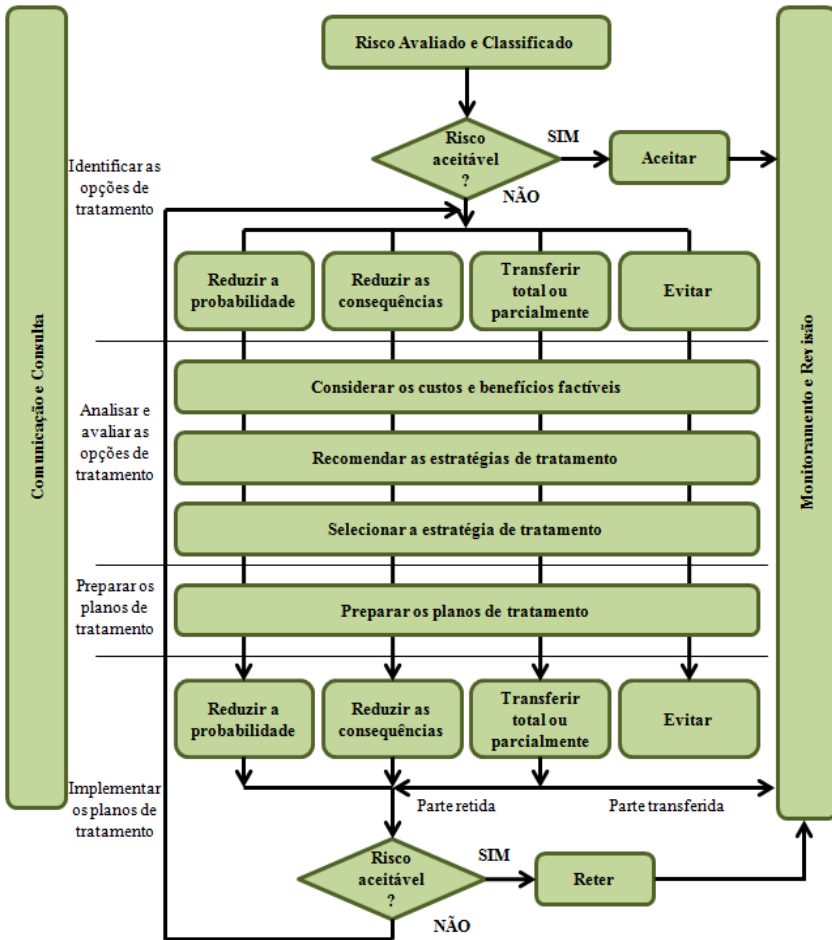 Risco Avaliado e Classificado
Risco
aceitável
?
SIM
Aceitar
NÃO
Identificar as
opções de
tratamento
Reduzir a
probabilidade
Reduzir as
consequências
Transferir
total ou
parcialmente
Evitar
Comunicação e Consulta
Monitoramento e Revisão
Analisar e
avaliar as
opções de
tratamento
Considerar os custos e benefícios factíveis
Recomendar as estratégias de tratamento
Selecionar a estratégia de tratamento
Preparar os
planos de
tratamento
Preparar os planos de tratamento
Reduzir a
probabilidade
Reduzir as
consequências
Transferir
total ou
parcialmente
Evitar
Implementar
os planos de
tratamento
Parte retida
Parte transferida
Risco
aceitável
?
SIM
Reter
NÃO